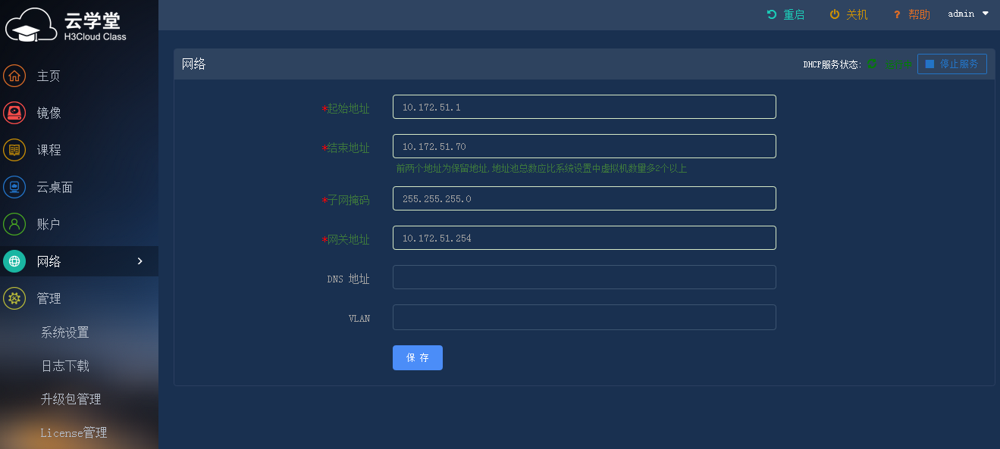 云学堂
H3Cloud Class
重启
关机
? 帮助
admin
主页
镜像
课程
云桌面
账户
网络
管理
系统设置
日志下载
升级包管理
License管理
网络
DHCP服务状态: 运行中 停止服务
*起始地址 10.172.51.1
*结束地址 10.172.51.70
前两个地址为保留地址,地址池总数应比系统设置中虚拟机数量多2个以上
*子网掩码 255.255.255.0
*网关地址 10.172.51.254
DNS 地址
VLAN
保 存